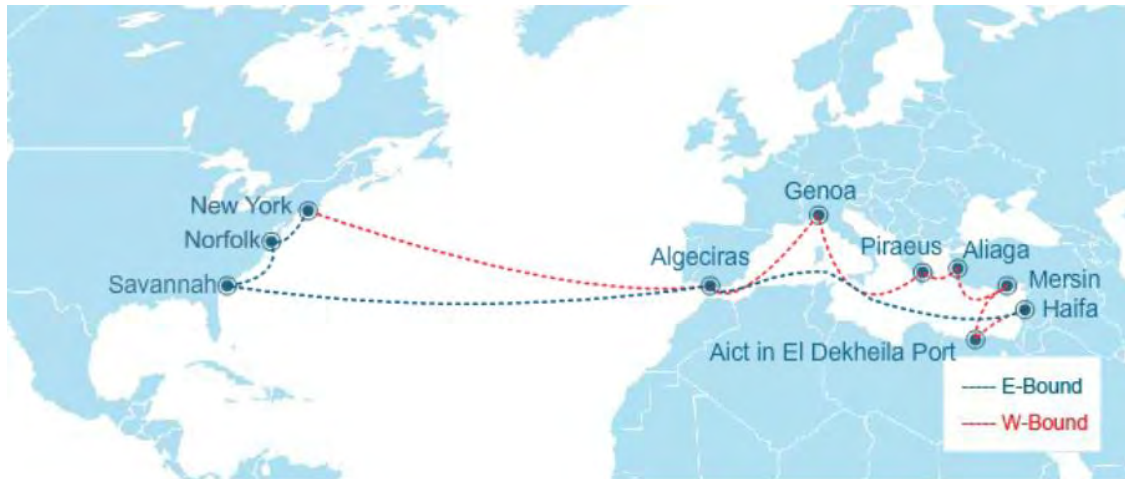 Genoa
New York
Norfolk
Savannah
Algeciras
Piraeus
Aliaga
Mersin
Haifa
Aict in El Dekheila Port
E-Bound
W-Bound